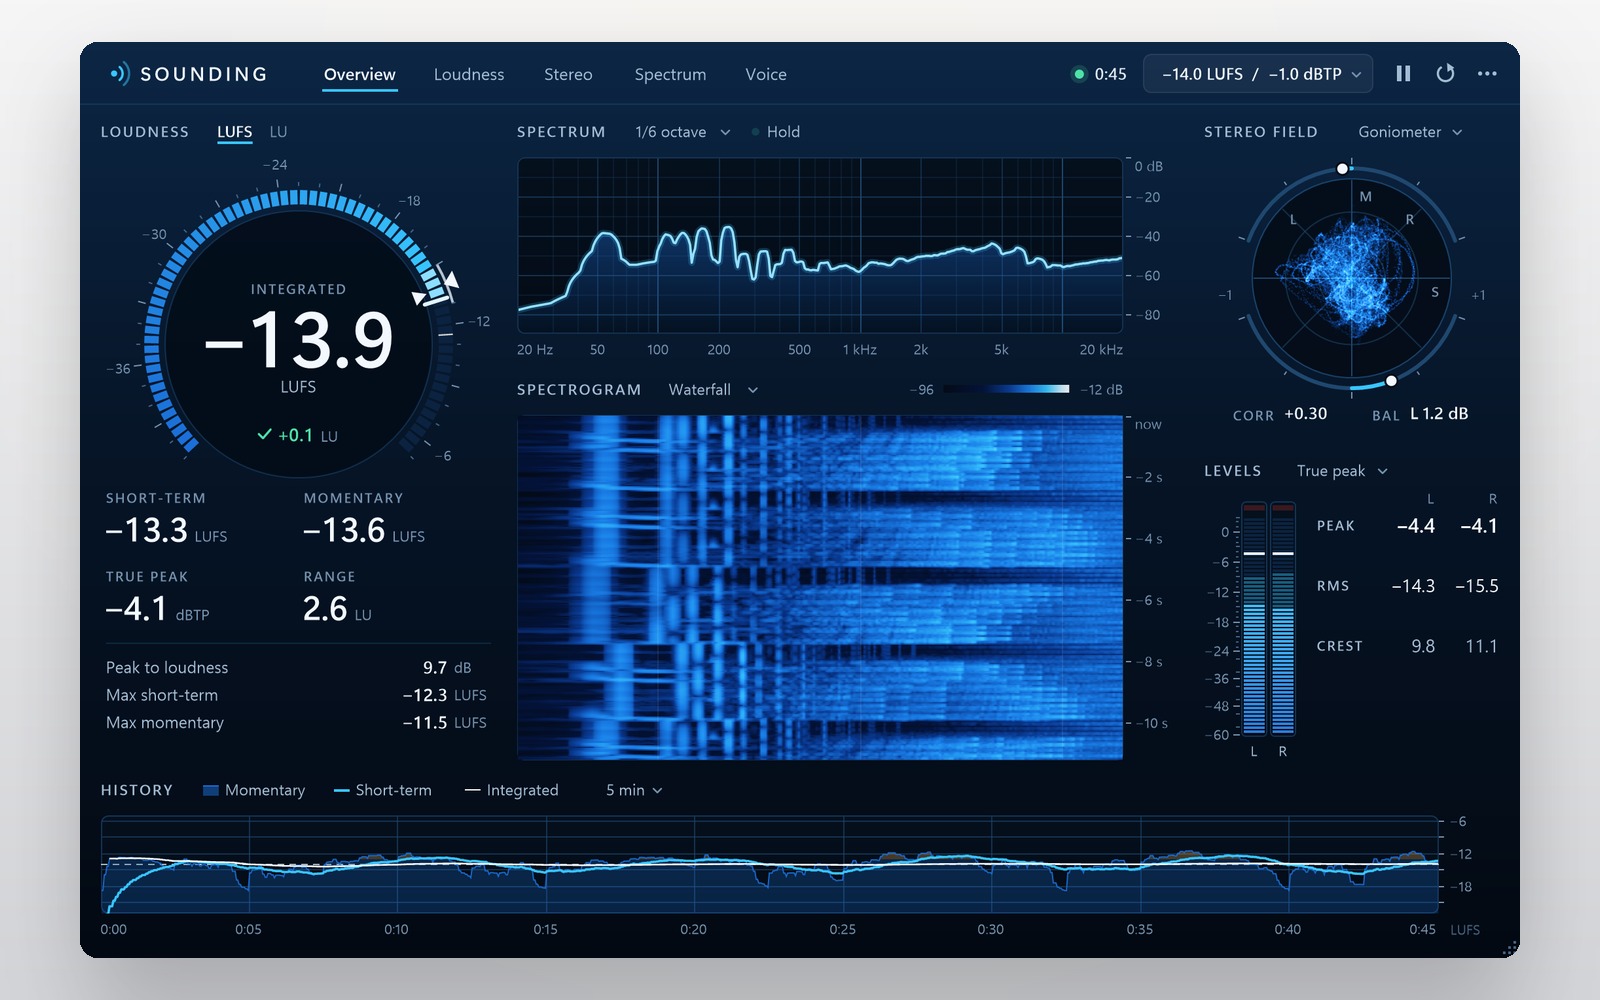 SOUNDING Overview Loudness Stereo Spectrum Voice 0:45 −14.0 LUFS / −1.0 dBTP
LOUDNESS LUFS LU
−24
−18
−30
−12
−36
−6
INTEGRATED
−13.9
LUFS
+0.1 LU
SHORT-TERM MOMENTARY
−13.3 LUFS −13.6 LUFS
TRUE PEAK RANGE
−4.1 dBTP 2.6 LU
Peak to loudness 9.7 dB
Max short-term −12.3 LUFS
Max momentary −11.5 LUFS
SPECTRUM 1/6 octave Hold
0 dB
−20
−40
−60
−80
20 Hz 50 100 200 500 1 kHz 2k 5k 20 kHz
SPECTROGRAM Waterfall −96 −12 dB
now
−2 s
−4 s
−6 s
−8 s
−10 s
STEREO FIELD Goniometer
M
L R
S
−1 +1
CORR +0.30 BAL L 1.2 dB
LEVELS True peak
L R
PEAK −4.4 −4.1
RMS −14.3 −15.5
CREST 9.8 11.1
0
−6
−12
−18
−24
−36
−48
−60
L R
HISTORY Momentary Short-term Integrated 5 min
−6
−12
−18
0:00 0:05 0:10 0:15 0:20 0:25 0:30 0:35 0:40 0:45 LUFS